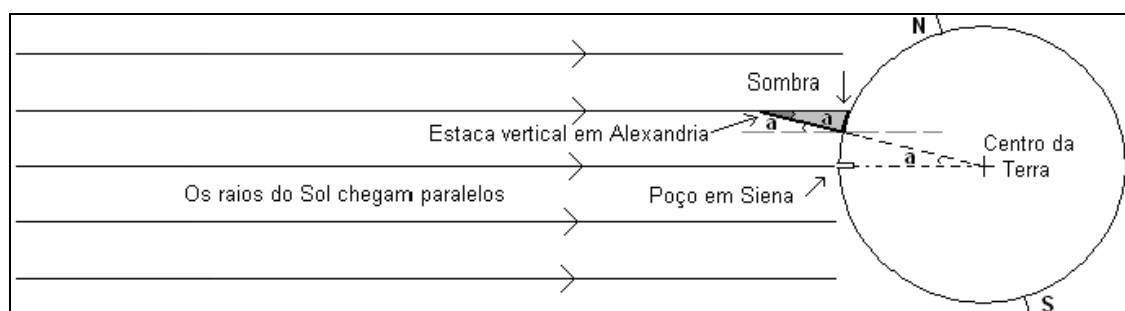 N
Sombra
a
Estaca vertical em Alexandria
a
Centro da
Terra
a
Os raios do Sol chegam paralelos
Poço em Siena
S